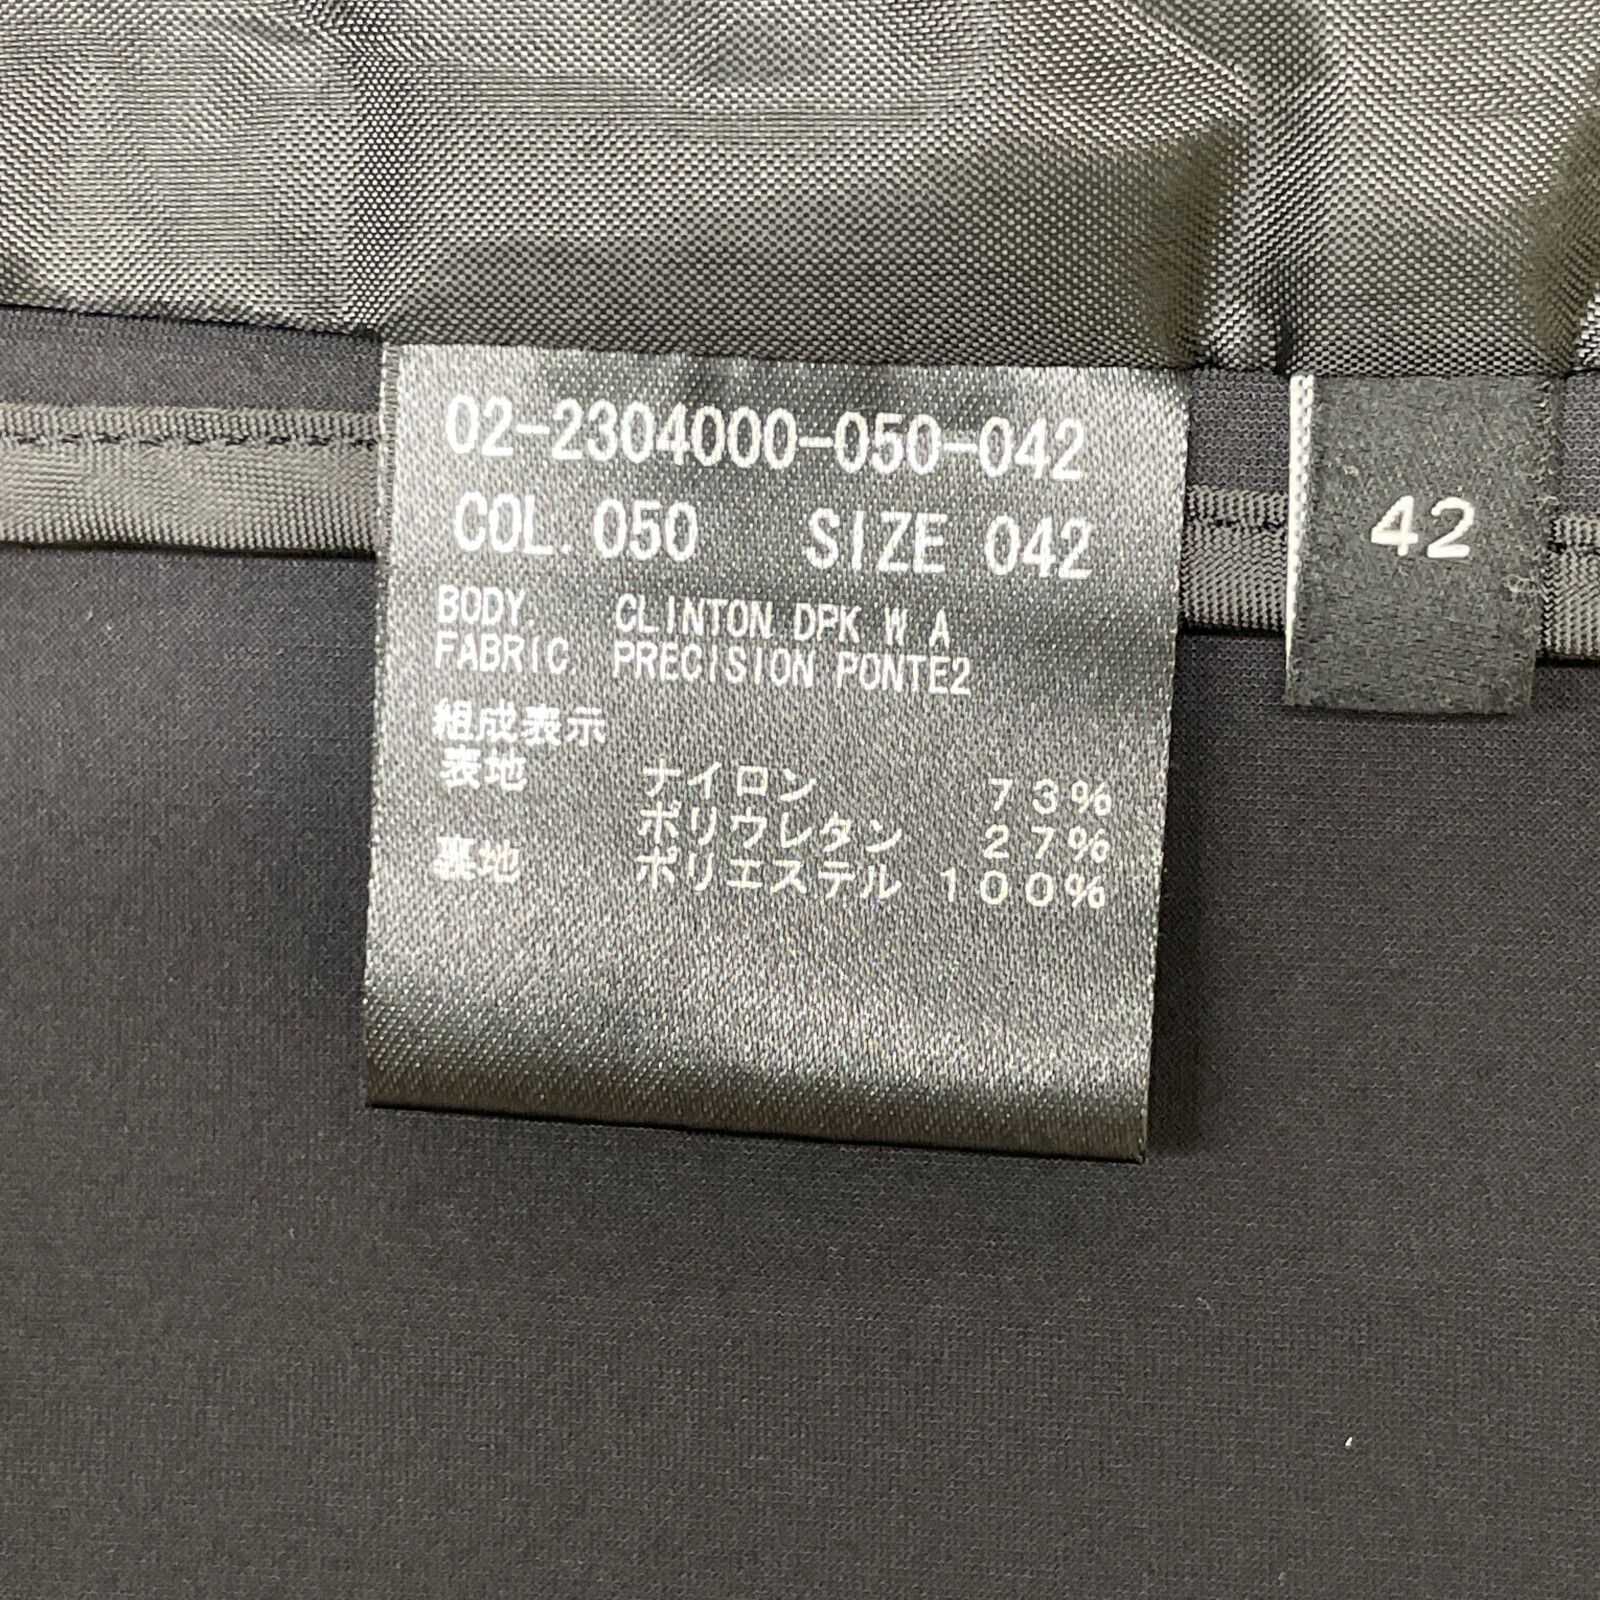 02-2304000-050-042
COL. 050 SIZE 042
BODY. CLINTON DPK W A
FABRIC. PRECISION PONTE2
組成表示
表地 ナイロン 73%
ポリウレタン 27%
裏地 ポリエステル 100%
42